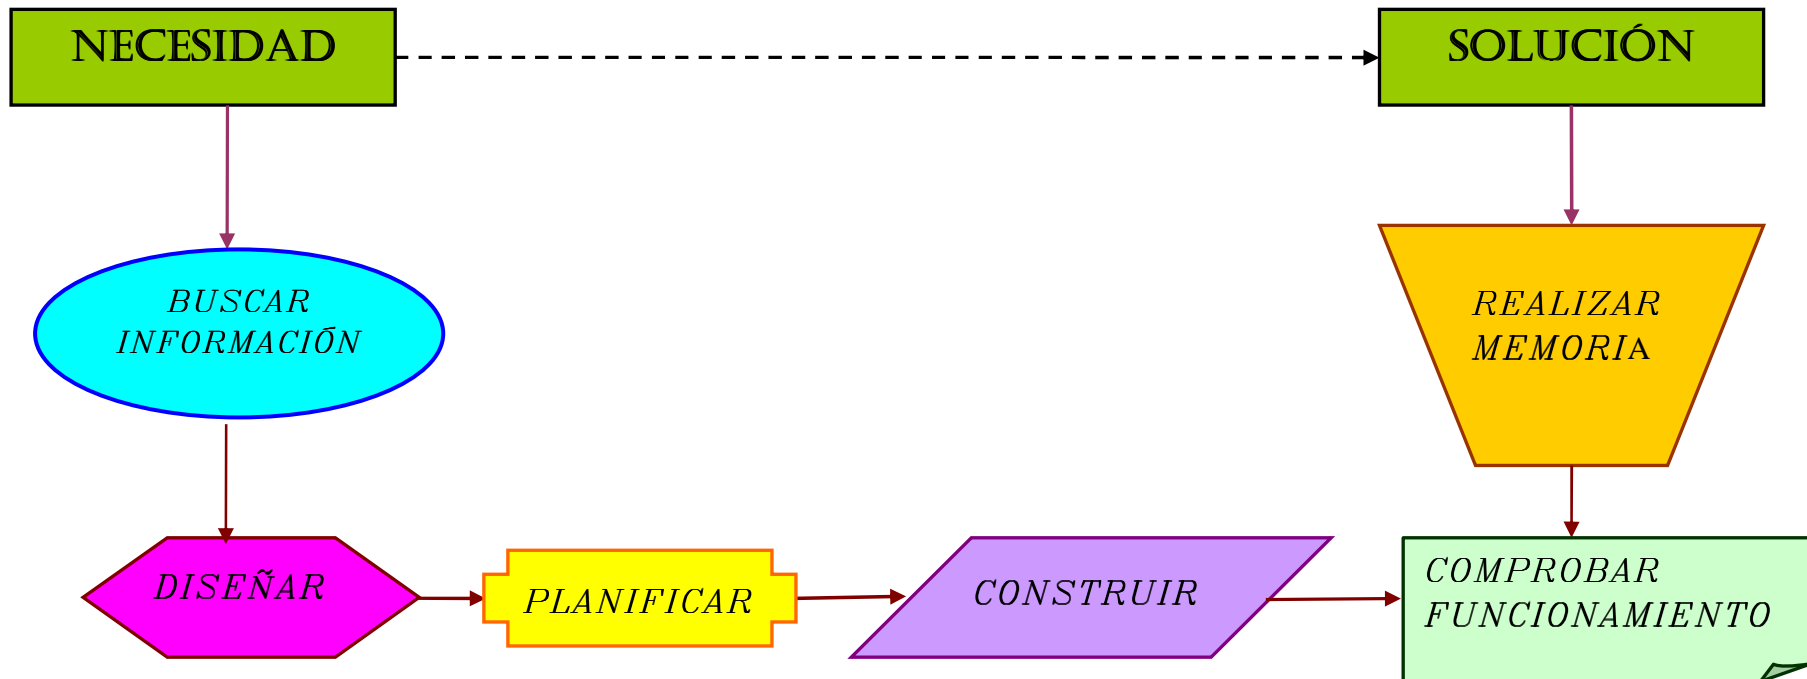 NECESIDAD
SOLUCIÓN
BUSCAR
INFORMACIÓN
REALIZAR
MEMORIA
DISEÑAR
PLANIFICAR
CONSTRUIR
COMPROBAR
FUNCIONAMIENTO